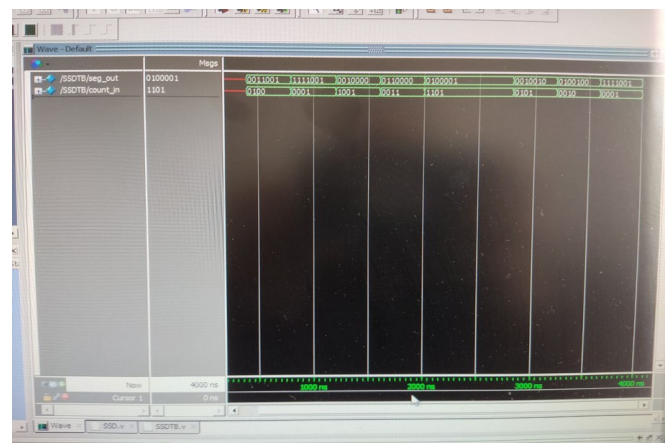 Wave - Default
Msgs
/SSDTB/seg_out 0100001 0011001 1111001 0010000 0110000 0100001 0010010 0100100 1111001
/SSDTB/count_in 1101 0100 0001 1001 0011 1101 0101 0010 0001
Now 4000 ns 1000 ns 2000 ns 3000 ns 4000 ns
Cursor 1 0 ns
Wave SSD.v SSDTB.v